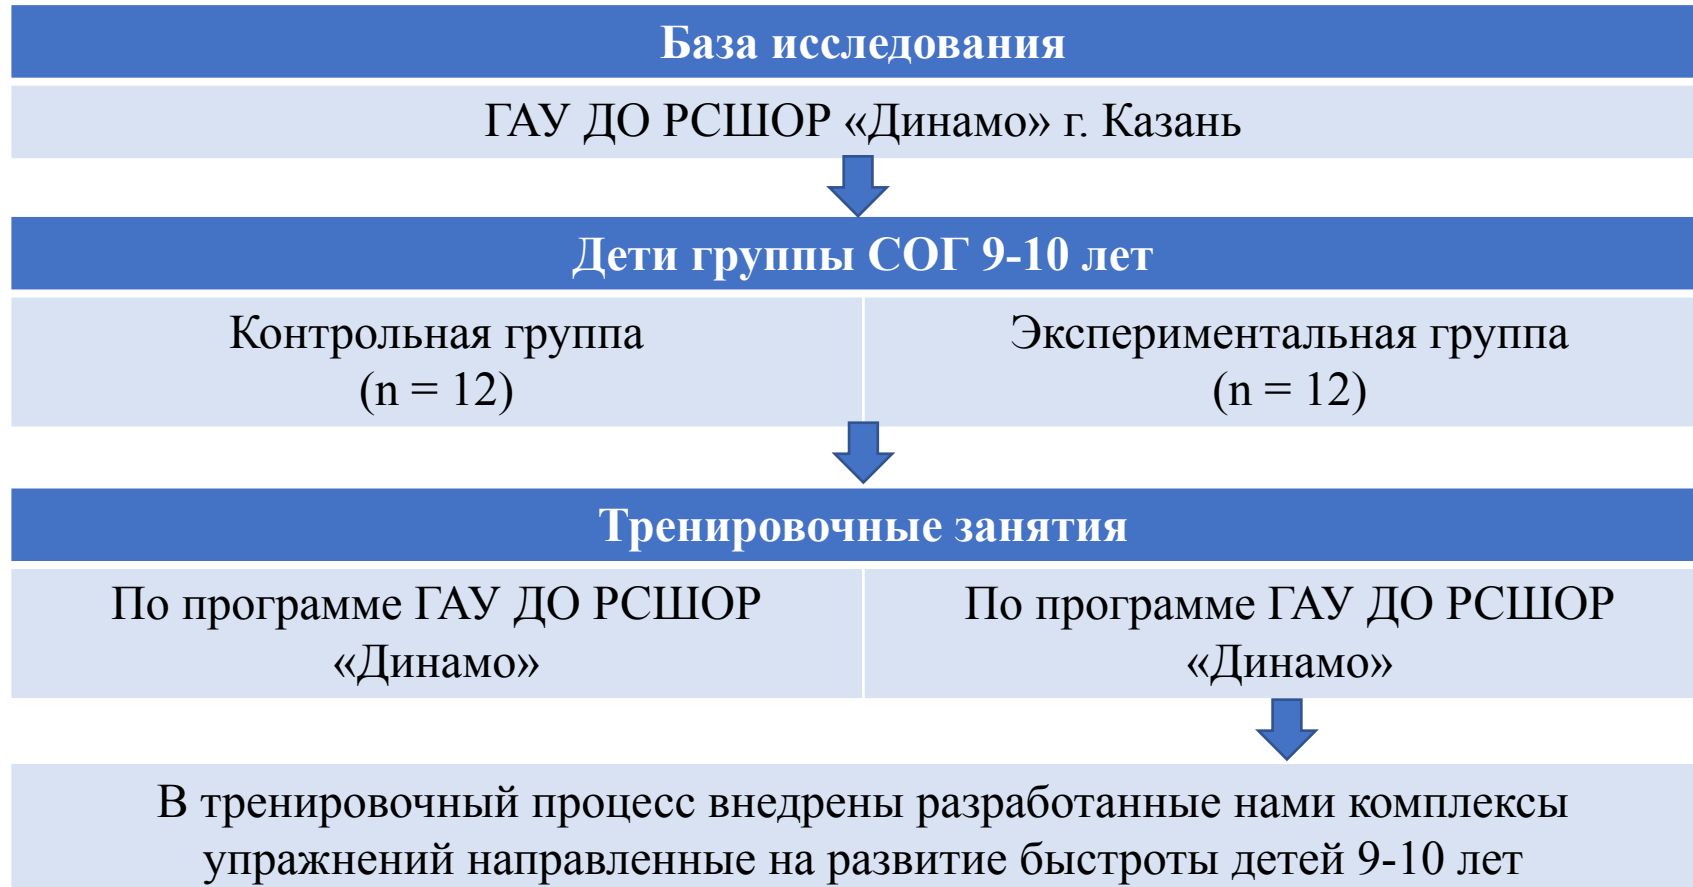 База исследования
ГАУ ДО РСШОР «Динамо» г. Казань
Дети группы СОГ 9-10 лет
Контрольная группа
(n = 12)
Экспериментальная группа
(n = 12)
Тренировочные занятия
По программе ГАУ ДО РСШОР
«Динамо»
По программе ГАУ ДО РСШОР
«Динамо»
В тренировочный процесс внедрены разработанные нами комплексы
упражнений направленные на развитие быстроты детей 9-10 лет